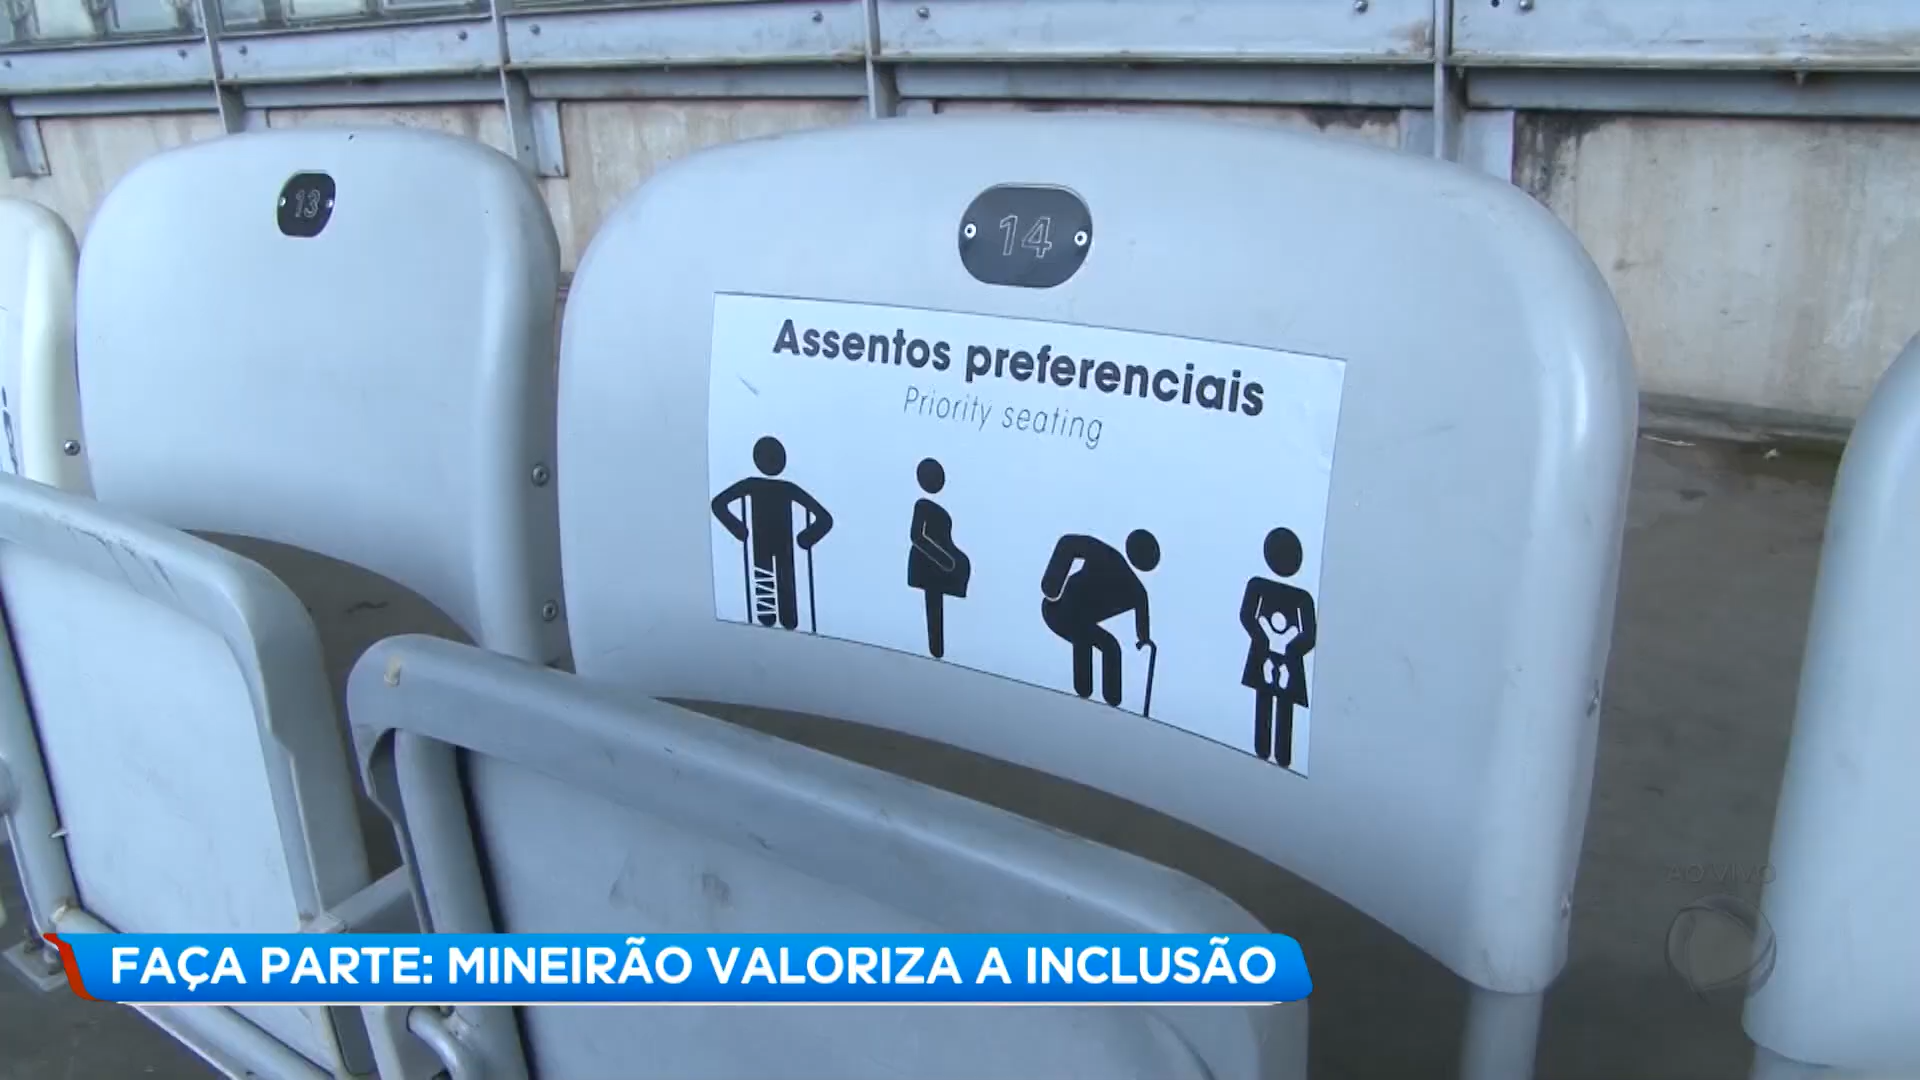 13
14
Assentos preferenciais
Priority seating
AO VIVO
FAÇA PARTE: MINEIRÃO VALORIZA A INCLUSÃO